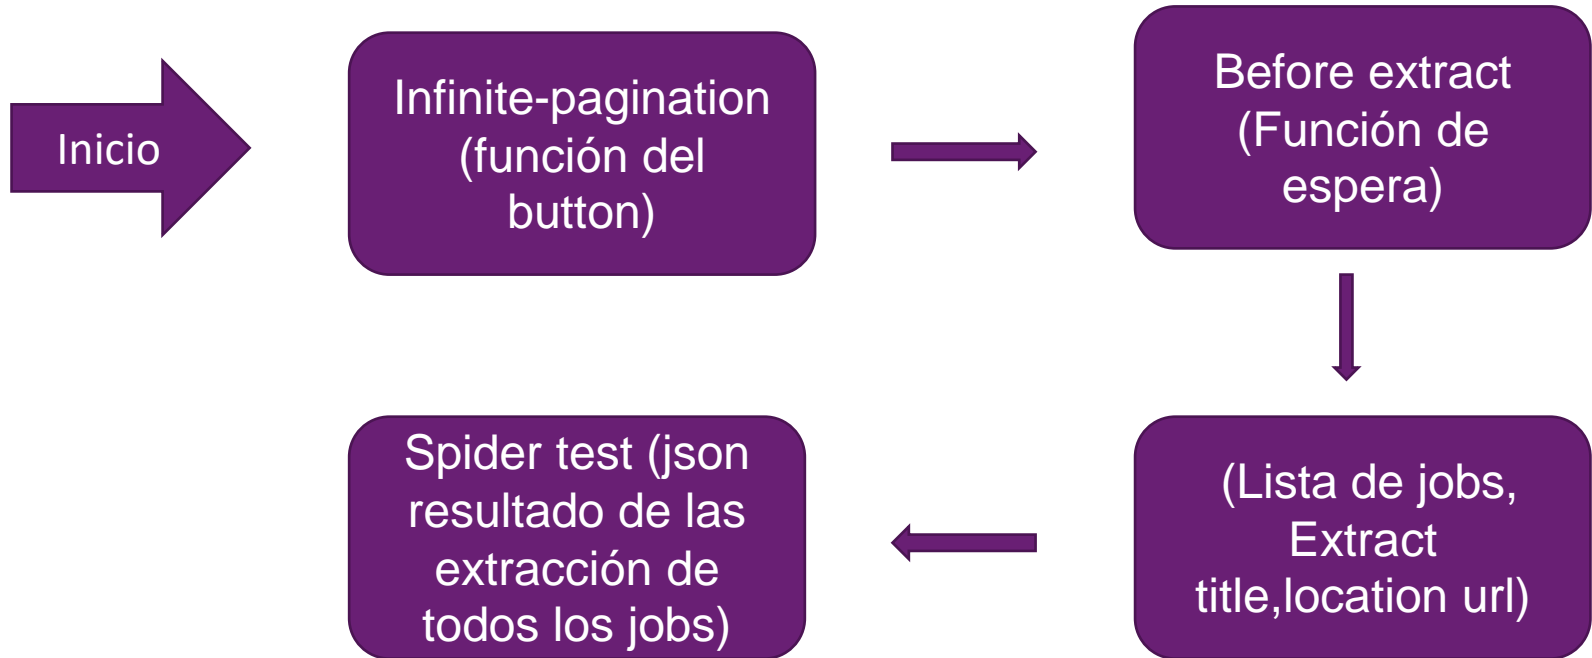 Inicio
Infinite-pagination
(función del
button)
Before extract
(Función de
espera)
Spider test (json
resultado de las
extracción de
todos los jobs)
(Lista de jobs,
Extract
title,location url)